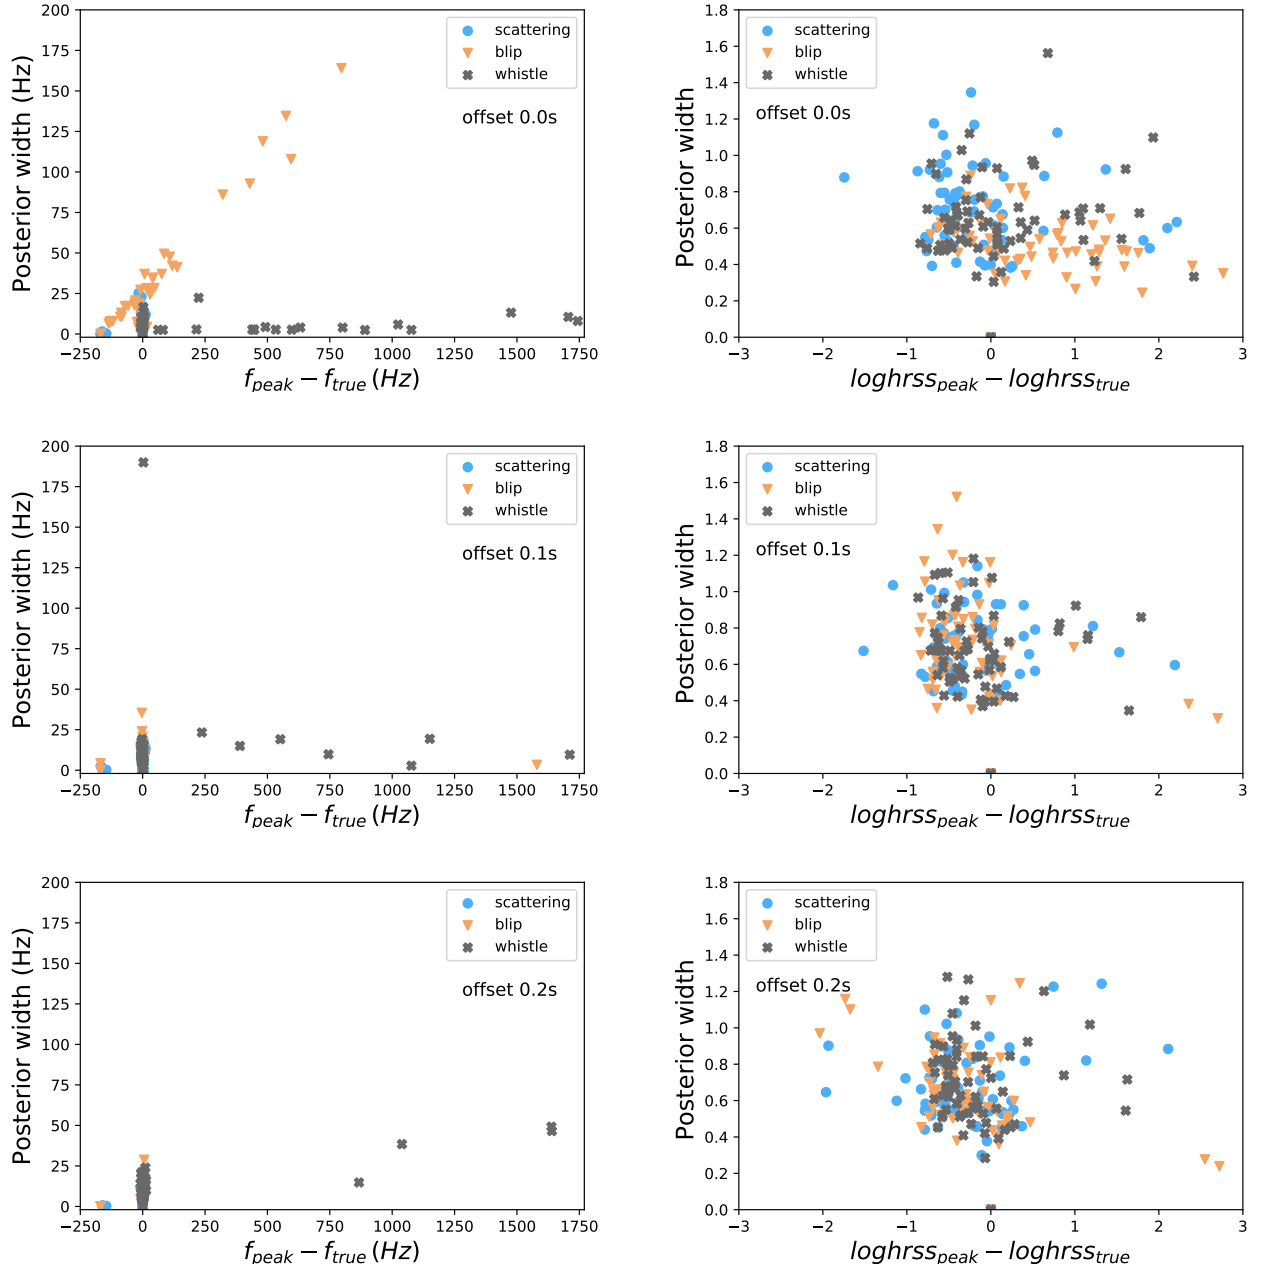 200
175
150
125
100
75
50
25
0
Posterior width (Hz)
scattering
blip
whistle
offset 0.0s
−250 0 250 500 750 1000 1250 1500 1750
f_peak − f_true (Hz)
1.8
1.6
1.4
1.2
1.0
0.8
0.6
0.4
0.2
0.0
Posterior width
scattering
blip
whistle
offset 0.0s
−3 −2 −1 0 1 2 3
loghrss_peak − loghrss_true
200
175
150
125
100
75
50
25
0
Posterior width (Hz)
scattering
blip
whistle
offset 0.1s
−250 0 250 500 750 1000 1250 1500 1750
f_peak − f_true (Hz)
1.8
1.6
1.4
1.2
1.0
0.8
0.6
0.4
0.2
0.0
Posterior width
scattering
blip
whistle
offset 0.1s
−3 −2 −1 0 1 2 3
loghrss_peak − loghrss_true
200
175
150
125
100
75
50
25
0
Posterior width (Hz)
scattering
blip
whistle
offset 0.2s
−250 0 250 500 750 1000 1250 1500 1750
f_peak − f_true (Hz)
1.8
1.6
1.4
1.2
1.0
0.8
0.6
0.4
0.2
0.0
Posterior width
scattering
blip
whistle
offset 0.2s
−3 −2 −1 0 1 2 3
loghrss_peak − loghrss_true